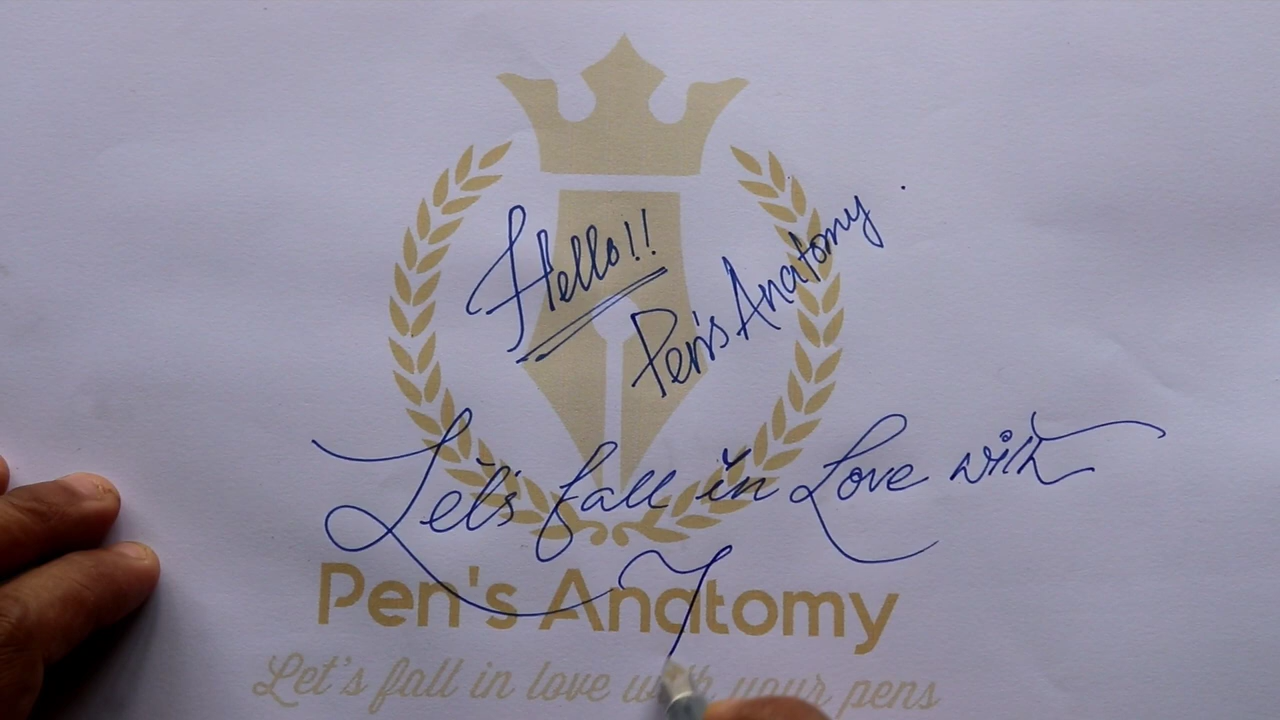 Hello!!
Pen's Anatomy
Let's fall in Love with
Y
Pen's Anatomy
Let's fall in love with your pens